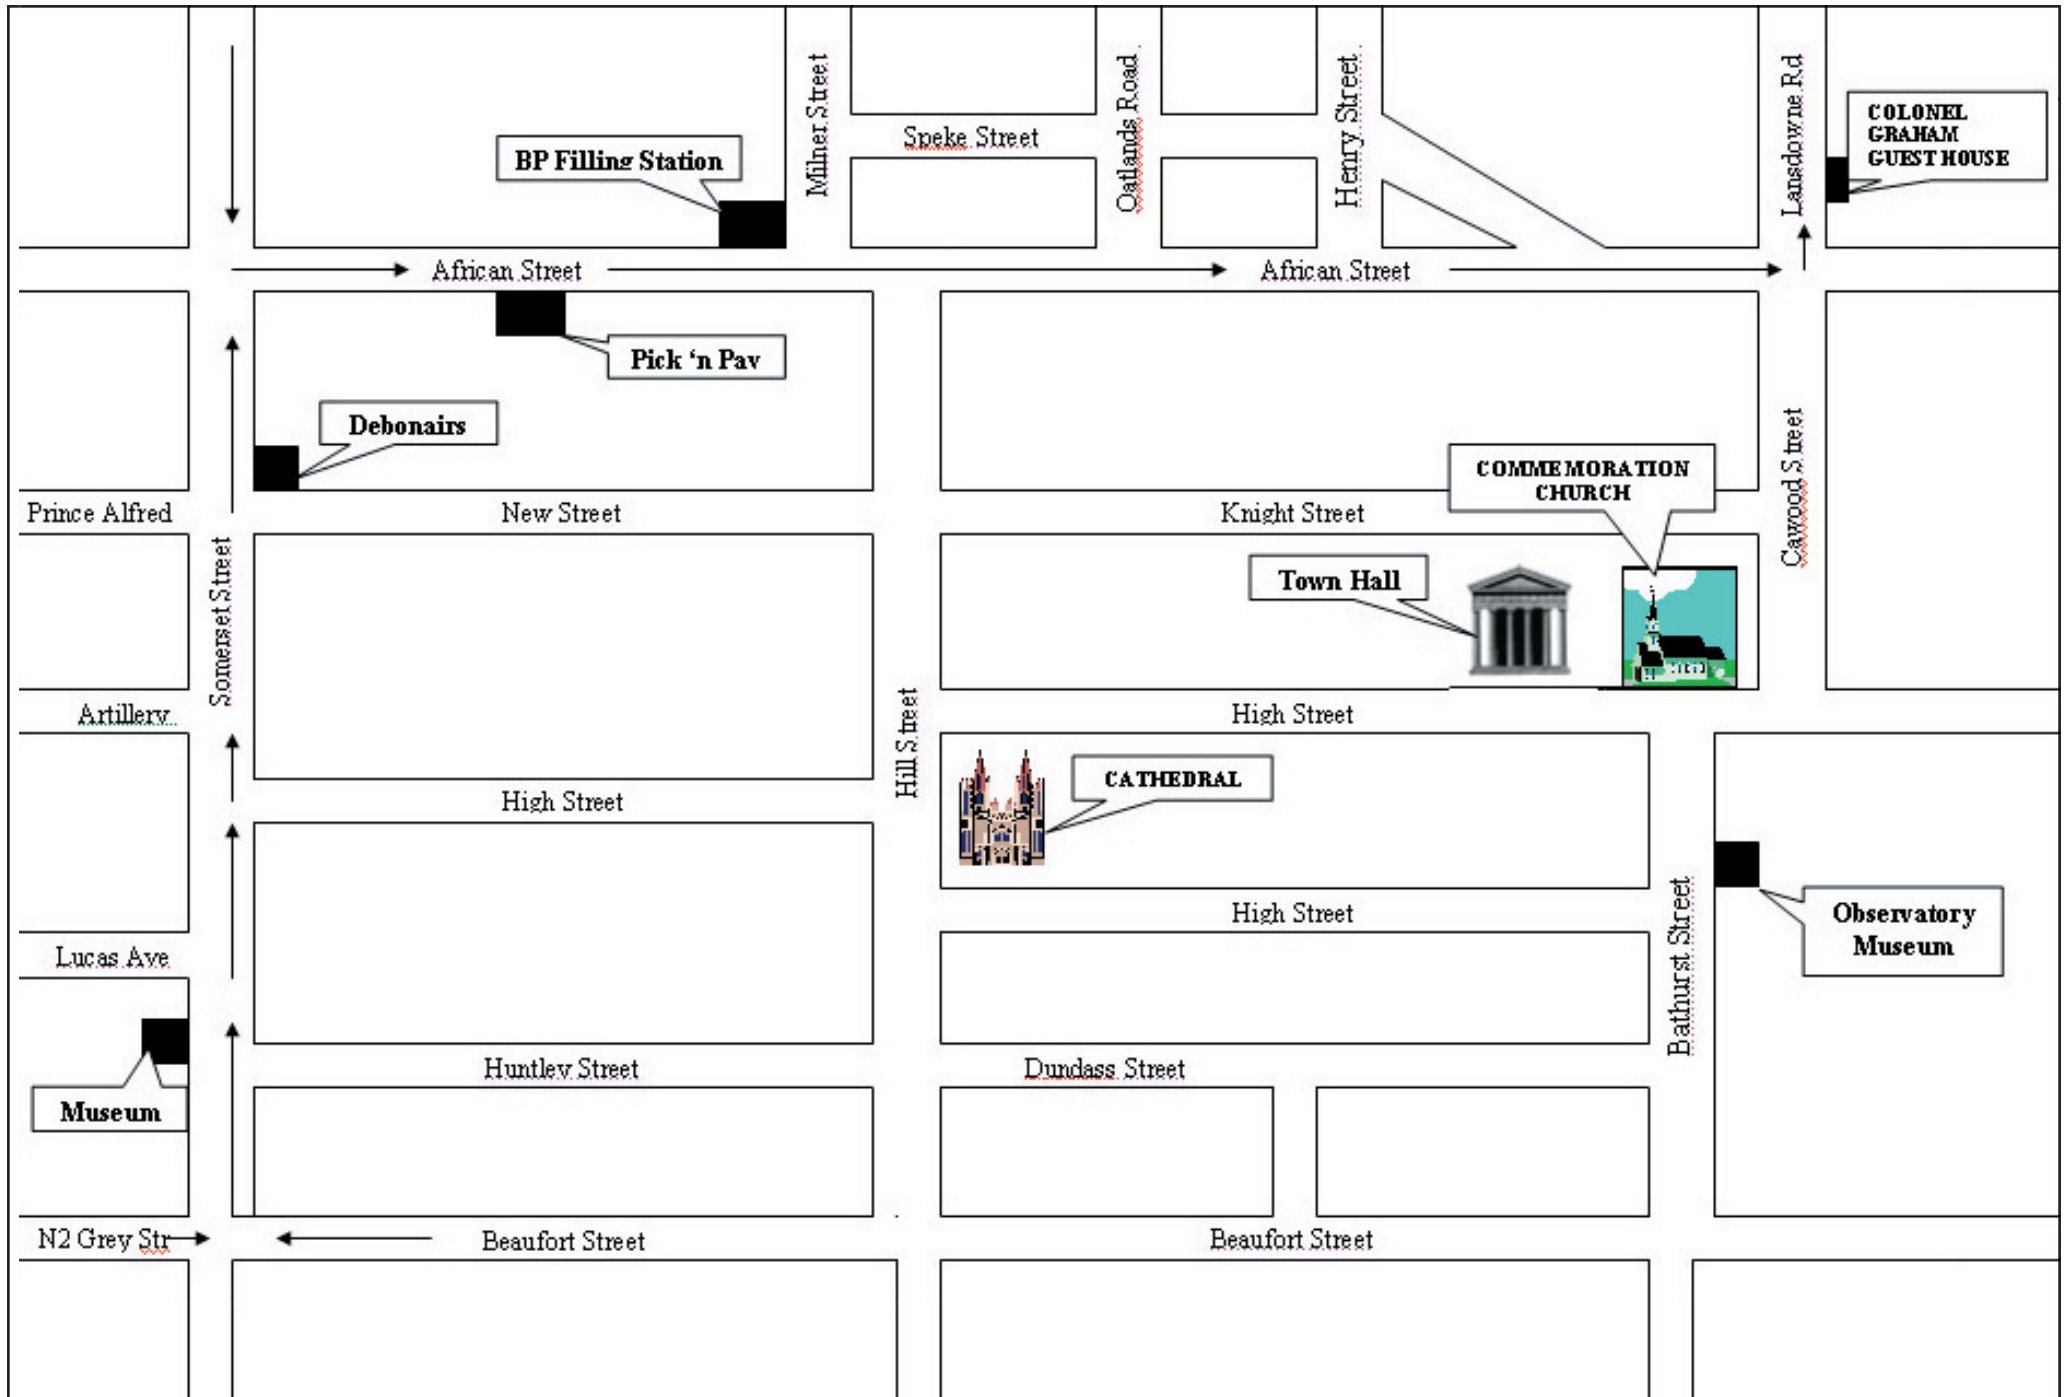 Milner Street
Oatlands Road
Henry Street
Lansdowne Rd
COLONEL
GRAHAM
GUEST HOUSE
Speke Street
BP Filling Station
African Street
African Street
Pick ‘n Pay
Debonairs
Cawood Street
COMMEMORATION
CHURCH
Prince Alfred
New Street
Knight Street
Somerset Street
Town Hall
Artillery
High Street
Hill Street
CATHEDRAL
High Street
Bathurst Street
Observatory
Museum
High Street
Lucas Ave
Huntley Street
Dundass Street
Museum
N2 Grey Str
Beaufort Street
Beaufort Street